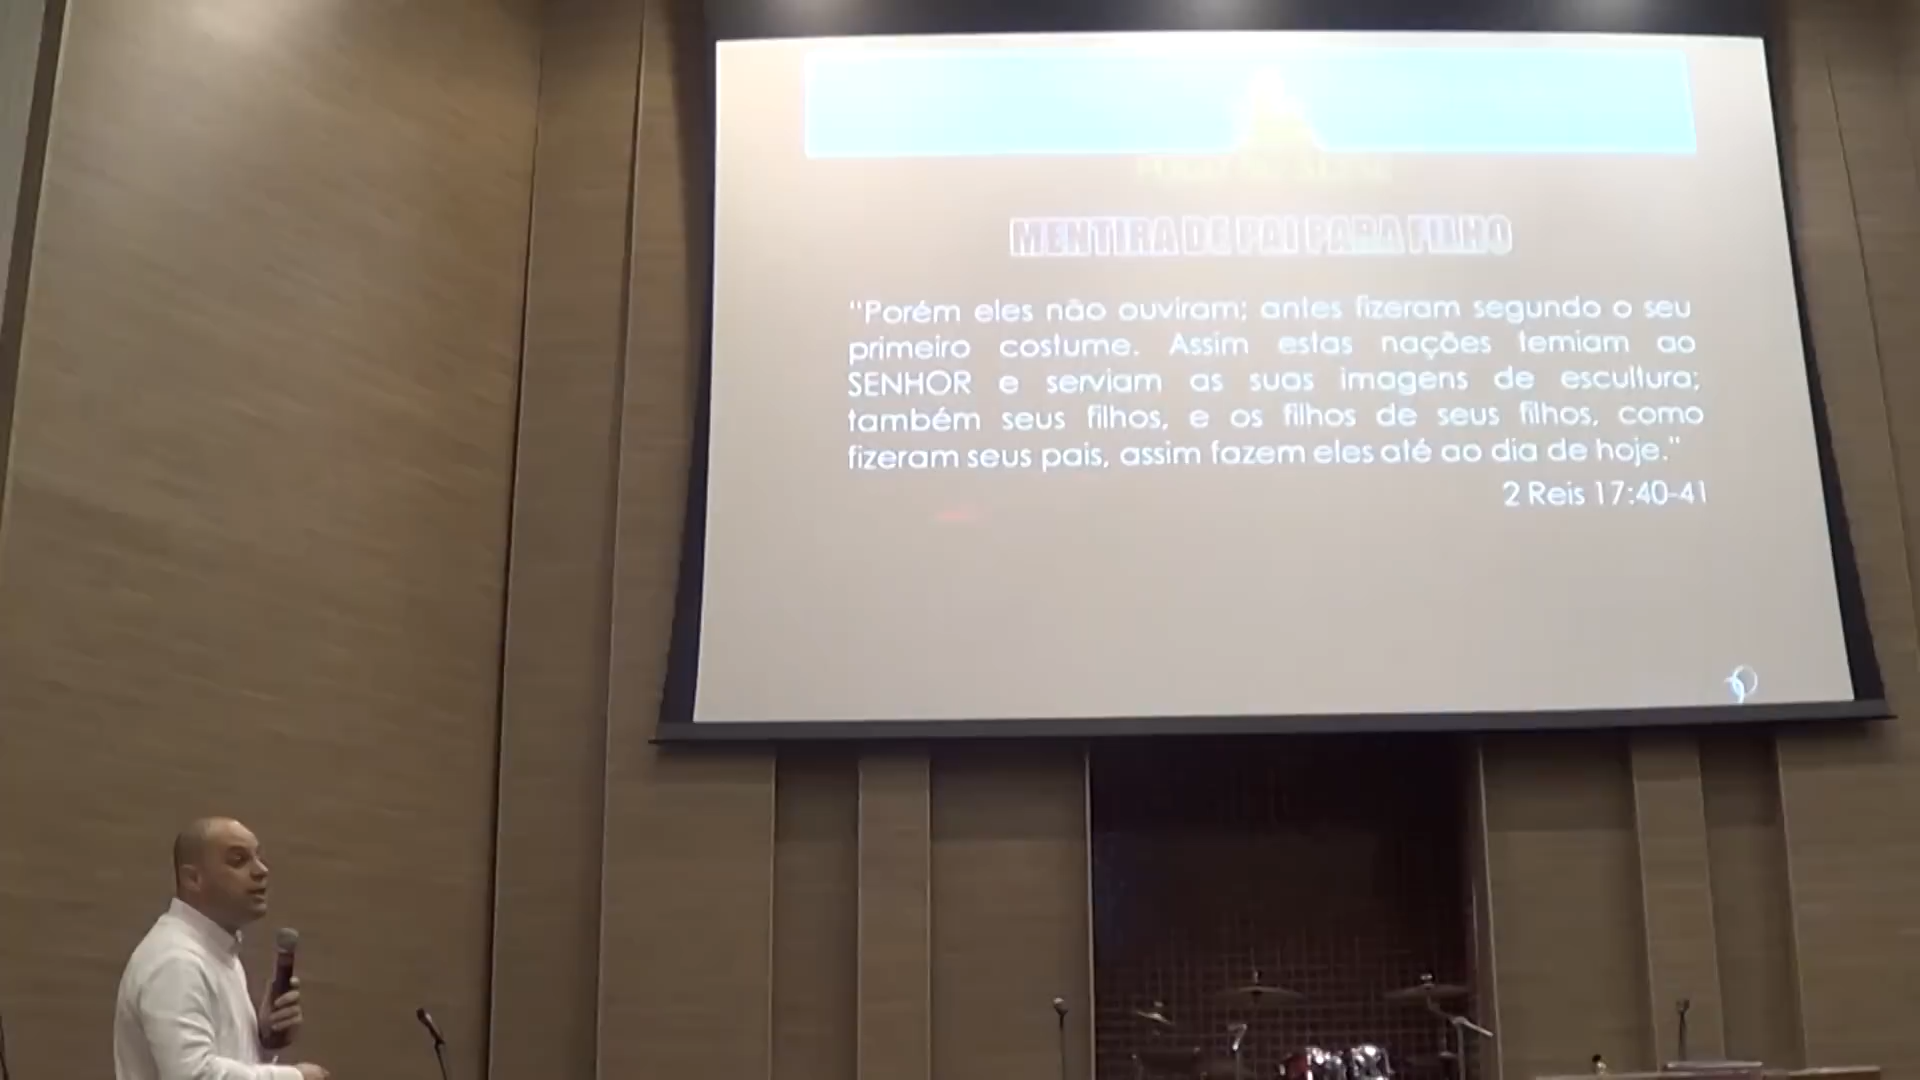 MENTIRA DE PAI PARA FILHO
"Porém eles não ouviram; antes fizeram segundo o seu
primeiro costume. Assim estas nações temiam ao
SENHOR e serviam as suas imagens de escultura;
também seus filhos, e os filhos de seus filhos, como
fizeram seus pais, assim fazem eles até ao dia de hoje."
2 Reis 17:40-41